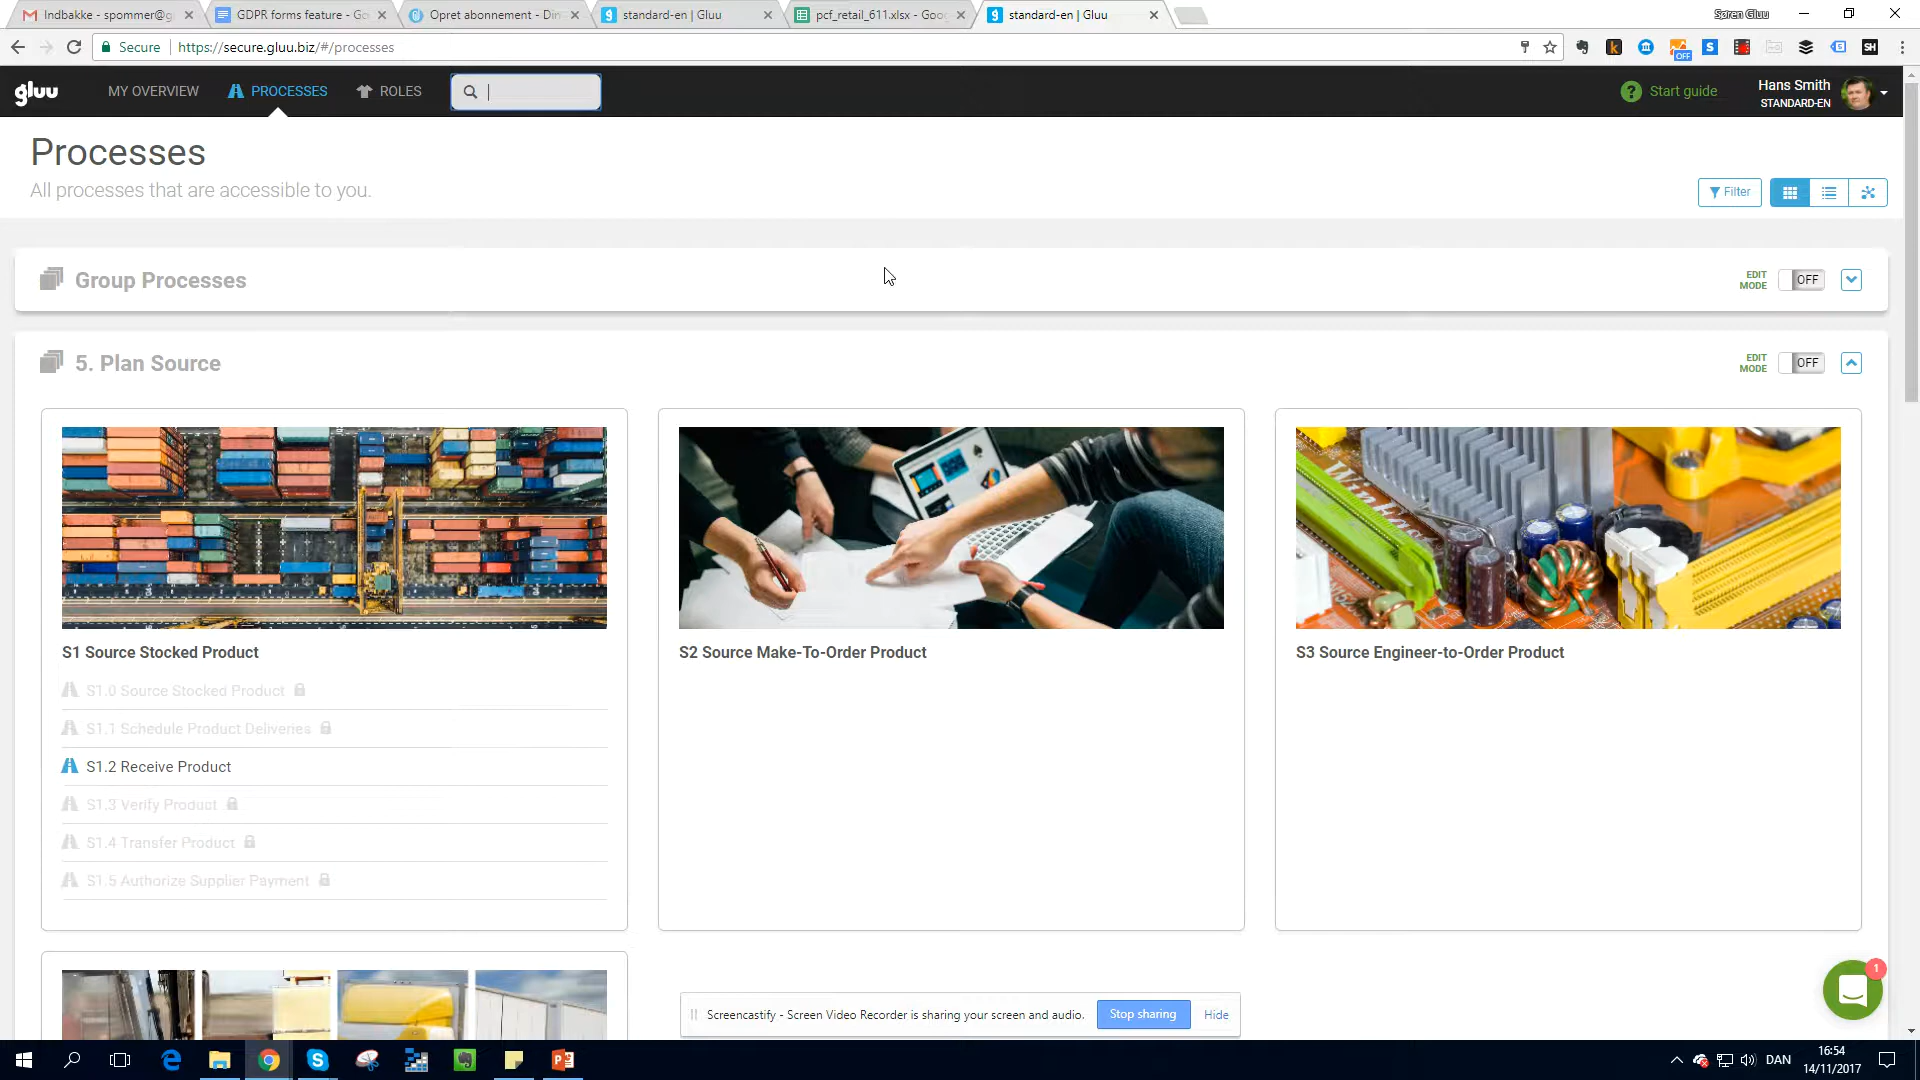 Indbakke - spommer@g
GDPR forms feature - Go
Opret abonnement - Din
standard-en | Gluu
pcf_retail_611.xlsx - Goo
standard-en | Gluu
Søren Gluu
Secure
https://secure.gluu.biz/#/processes
OFF
SH
gluu
MY OVERVIEW
PROCESSES
ROLES
Start guide
Hans Smith
STANDARD-EN
Processes
All processes that are accessible to you.
Filter
Group Processes
EDIT MODE
OFF
5. Plan Source
EDIT MODE
OFF
S1 Source Stocked Product
S1.0 Source Stocked Product
S1.1 Schedule Product Deliveries
S1.2 Receive Product
S1.3 Verify Product
S1.4 Transfer Product
S1.5 Authorize Supplier Payment
S2 Source Make-To-Order Product
S3 Source Engineer-to-Order Product
1
Screencastify - Screen Video Recorder is sharing your screen and audio.
Stop sharing
Hide
DAN
16:54
14/11/2017